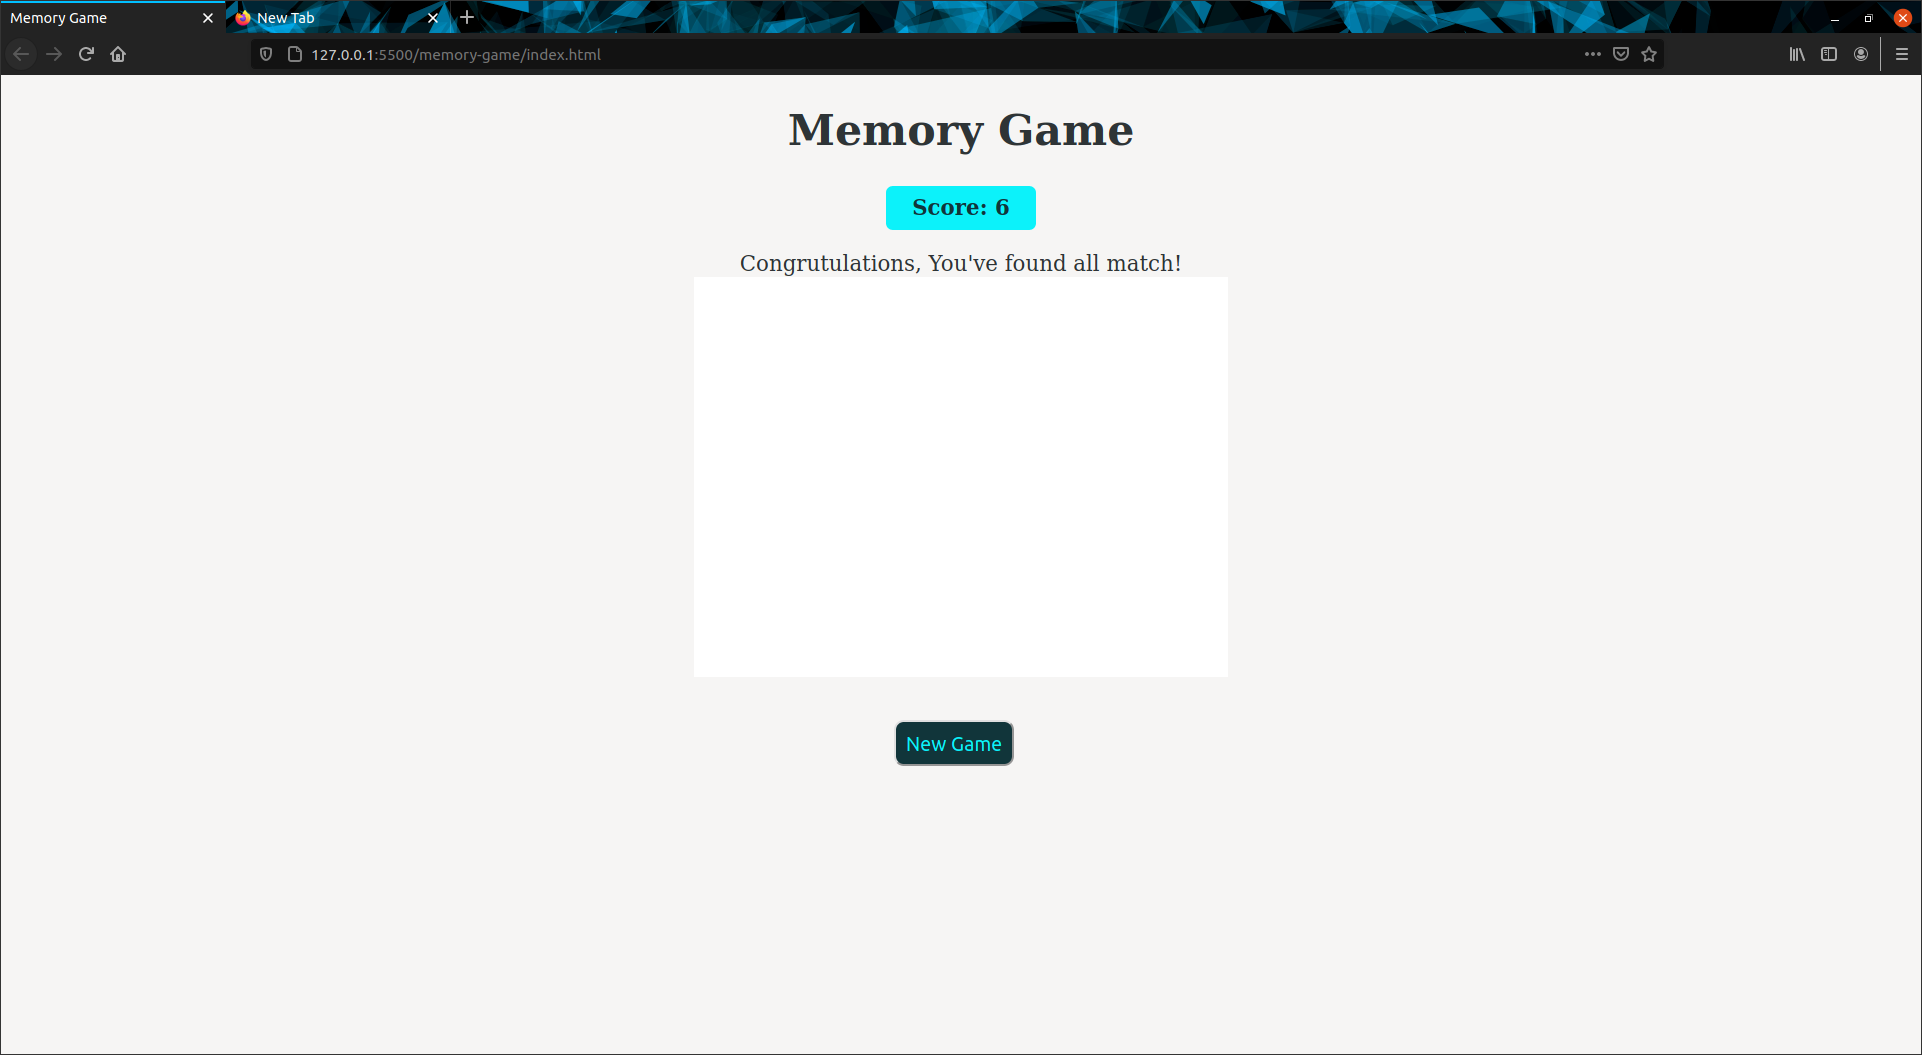 Memory Game
New Tab
127.0.0.1:5500/memory-game/index.html
Memory Game
Score: 6
Congrutulations, You've found all match!
New Game